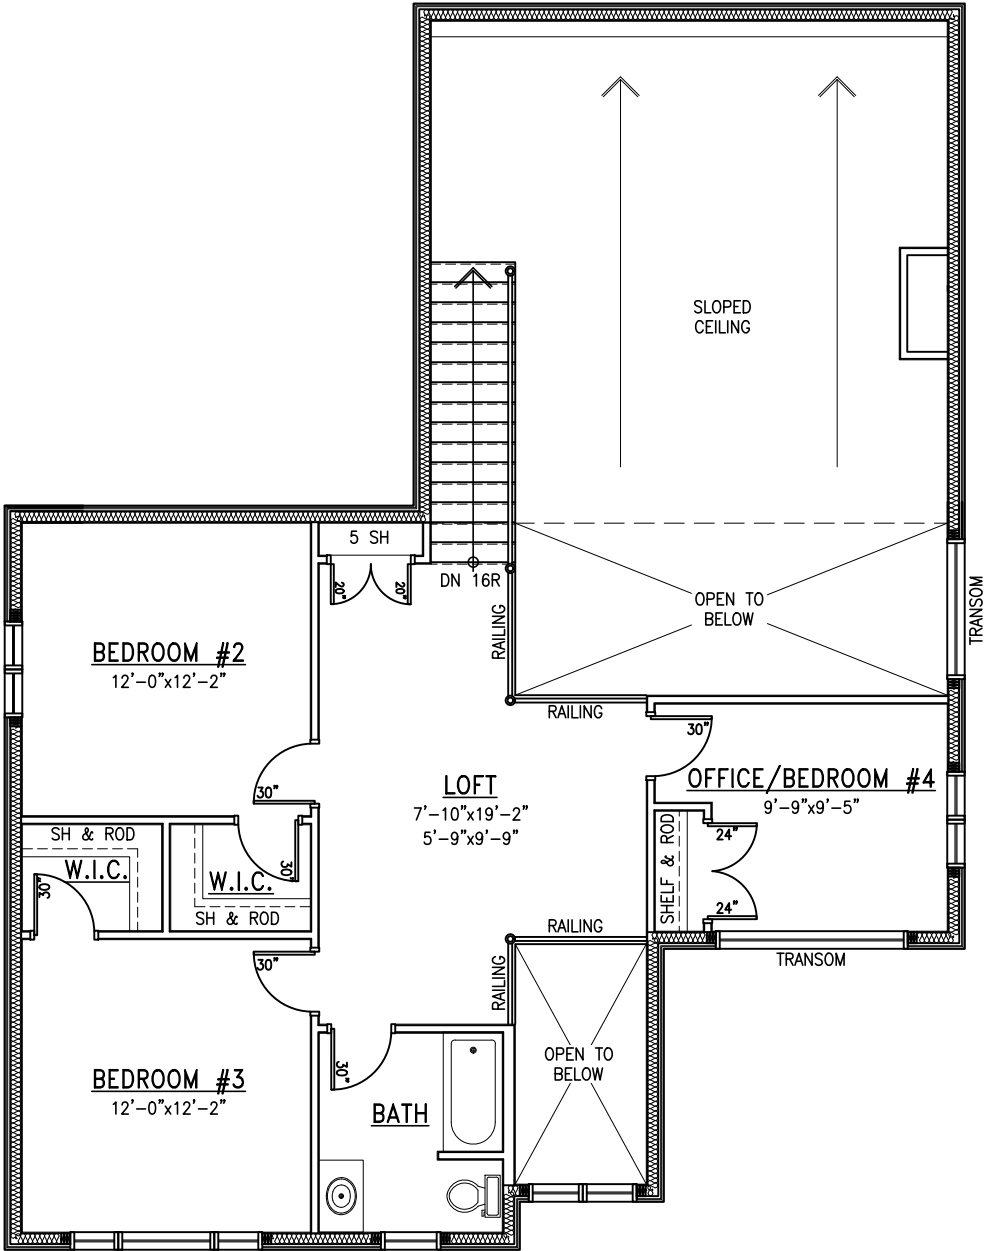 SLOPED
CEILING
5 SH
20"
20"
DN 16R
RAILING
OPEN TO
BELOW
TRANSOM
BEDROOM #2
12'-0"x12'-2"
RAILING
30"
30"
LOFT
7'-10"x19'-2"
5'-9"x9'-9"
OFFICE/BEDROOM #4
9'-9"x9'-5"
SH & ROD
W.I.C.
30"
30"
W.I.C.
SH & ROD
SHELF & ROD
24"
24"
RAILING
TRANSOM
30"
RAILING
30"
OPEN TO
BELOW
BEDROOM #3
12'-0"x12'-2"
BATH